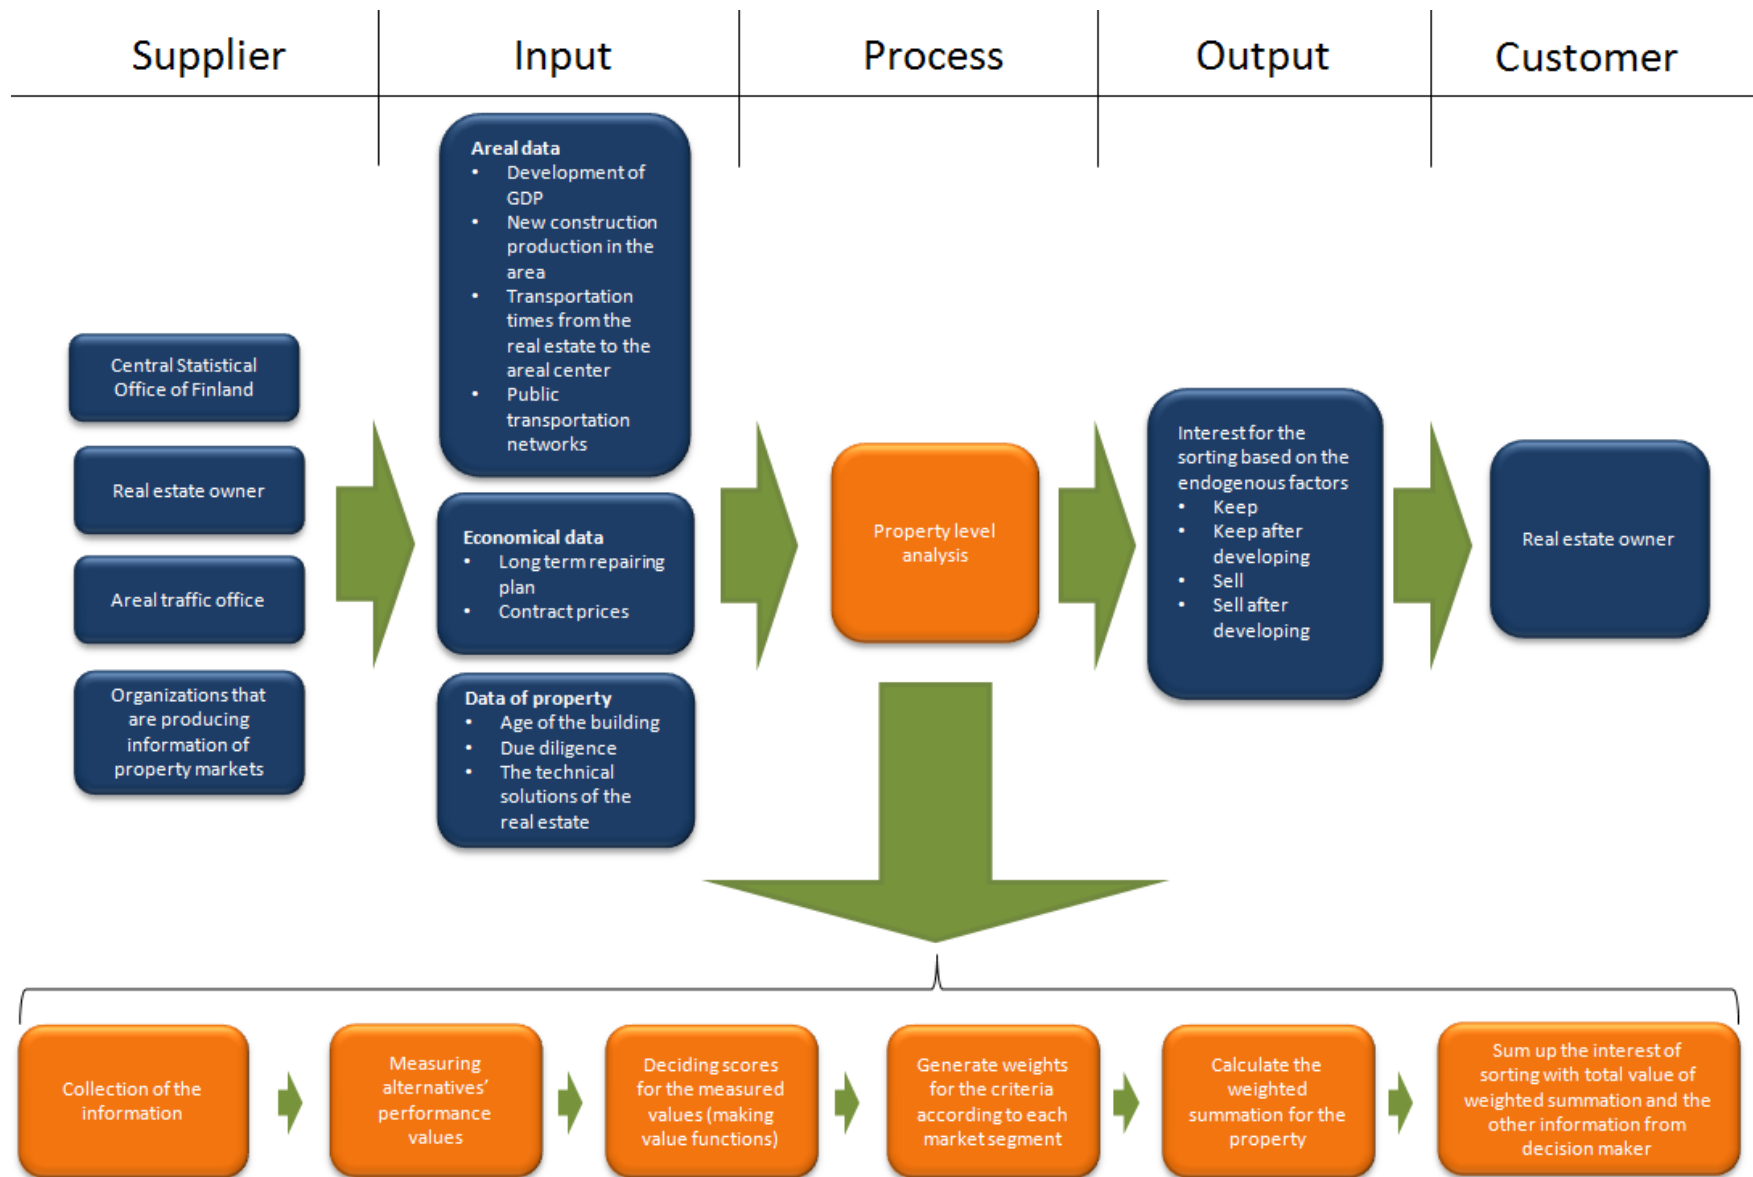 Supplier
Input
Process
Output
Customer
Central Statistical
Office of Finland
Real estate owner
Areal traffic office
Organizations that
are producing
information of
property markets
Areal data
• Development of
GDP
• New construction
production in the
area
• Transportation
times from the
real estate to the
areal center
• Public
transportation
networks
Economical data
• Long term repairing
plan
• Contract prices
Data of property
• Age of the building
• Due diligence
• The technical
solutions of the
real estate
Property level
analysis
Interest for the
sorting based on the
endogenous factors
• Keep
• Keep after
developing
• Sell
• Sell after
developing
Real estate owner
Collection of the
information
Measuring
alternatives’
performance
values
Deciding scores
for the measured
values (making
value functions)
Generate weights
for the criteria
according to each
market segment
Calculate the
weighted
summation for the
property
Sum up the interest of
sorting with total value of
weighted summation and the
other information from
decision maker